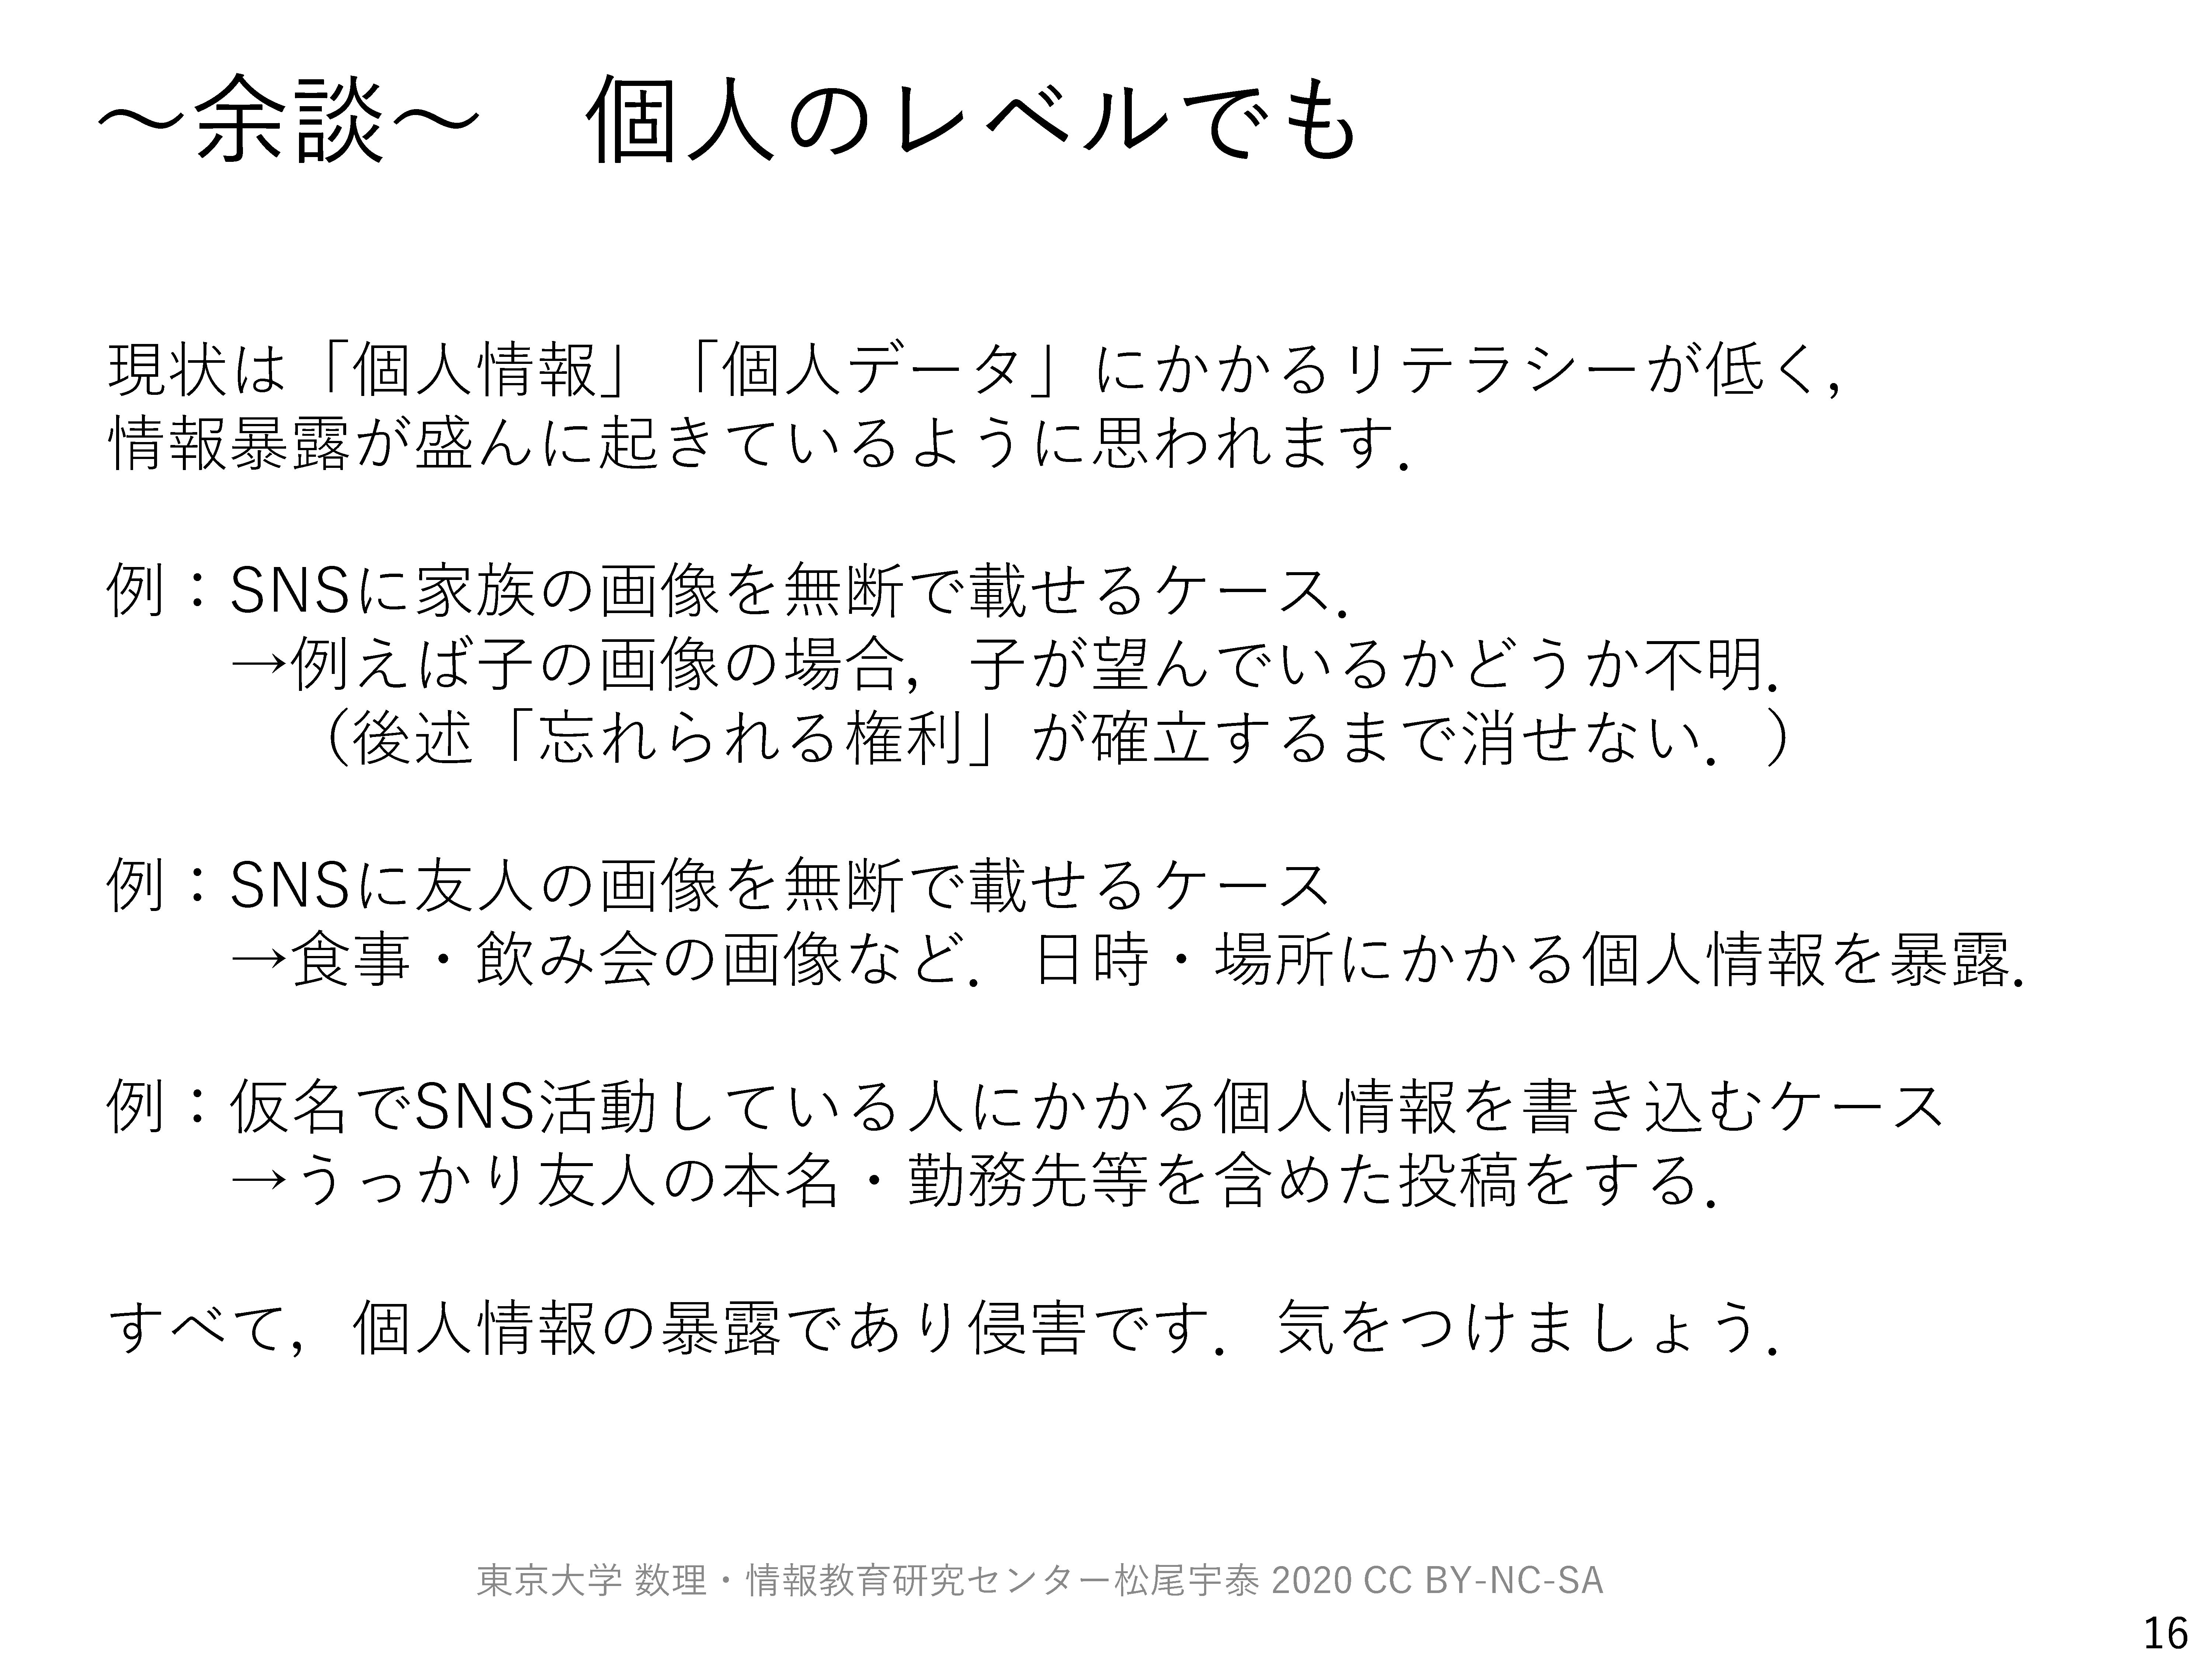 ～余談～　個人のレベルでも
現状は「個人情報」「個人データ」にかかるリテラシーが低く，
情報暴露が盛んに起きているように思われます．
例：SNSに家族の画像を無断で載せるケース．
→例えば子の画像の場合，子が望んでいるかどうか不明．
（後述「忘れられる権利」が確立するまで消せない．）
例：SNSに友人の画像を無断で載せるケース
→食事・飲み会の画像など．日時・場所にかかる個人情報を暴露．
例：仮名でSNS活動している人にかかる個人情報を書き込むケース
→うっかり友人の本名・勤務先等を含めた投稿をする．
すべて，個人情報の暴露であり侵害です．気をつけましょう．
東京大学 数理・情報教育研究センター松尾宇泰 2020 CC BY-NC-SA
16